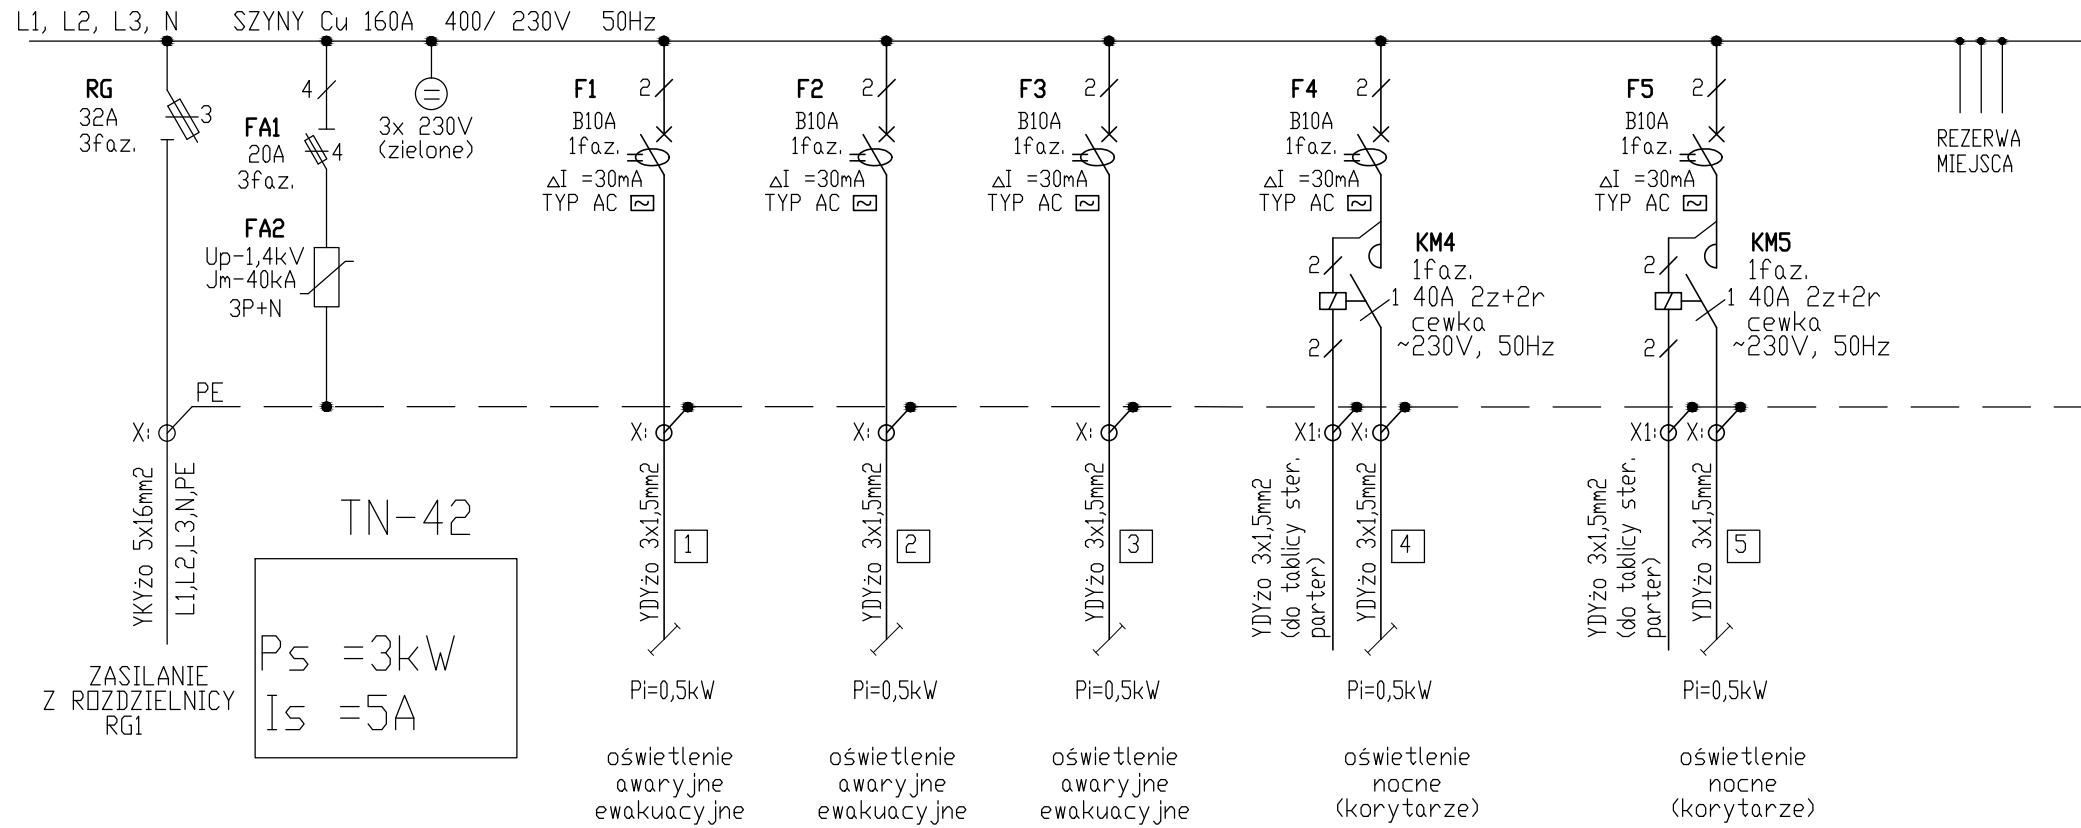 L1, L2, L3, N SZYNY Cu 160A 400/ 230V 50Hz
RG
32A
3faz.
3
4
FA1
20A
3faz.
4
FA2
Up-1,4kV
Jm-40kA
3P+N
3x 230V
(zielone)
F1
2
B10A
1faz.
ΔI =30mA
TYP AC ~
F2
2
B10A
1faz.
ΔI =30mA
TYP AC ~
F3
2
B10A
1faz.
ΔI =30mA
TYP AC ~
F4
2
B10A
1faz.
ΔI =30mA
TYP AC ~
KM4
1faz.
40A 2z+2r
cewka
~230V, 50Hz
2
1
2
F5
2
B10A
1faz.
ΔI =30mA
TYP AC ~
KM5
1faz.
40A 2z+2r
cewka
~230V, 50Hz
2
1
2
REZERWA
MIEJSCA
PE
X:
X:
X:
X:
X1:
X:
X1:
X:
YKYżo 5x16mm2
L1,L2,L3,N,PE
ZASILANIE
Z ROZDZIELNICY
RG1
TN-42
Ps =3kW
Is =5A
YDYżo 3x1,5mm2
1
Pi=0,5kW
oświetlenie
awaryjne
ewakuacyjne
YDYżo 3x1,5mm2
2
Pi=0,5kW
oświetlenie
awaryjne
ewakuacyjne
YDYżo 3x1,5mm2
3
Pi=0,5kW
oświetlenie
awaryjne
ewakuacyjne
YDYżo 3x1,5mm2
(do tablicy ster.
parter)
YDYżo 3x1,5mm2
4
Pi=0,5kW
oświetlenie
nocne
(korytarze)
YDYżo 3x1,5mm2
(do tablicy ster.
parter)
YDYżo 3x1,5mm2
5
Pi=0,5kW
oświetlenie
nocne
(korytarze)